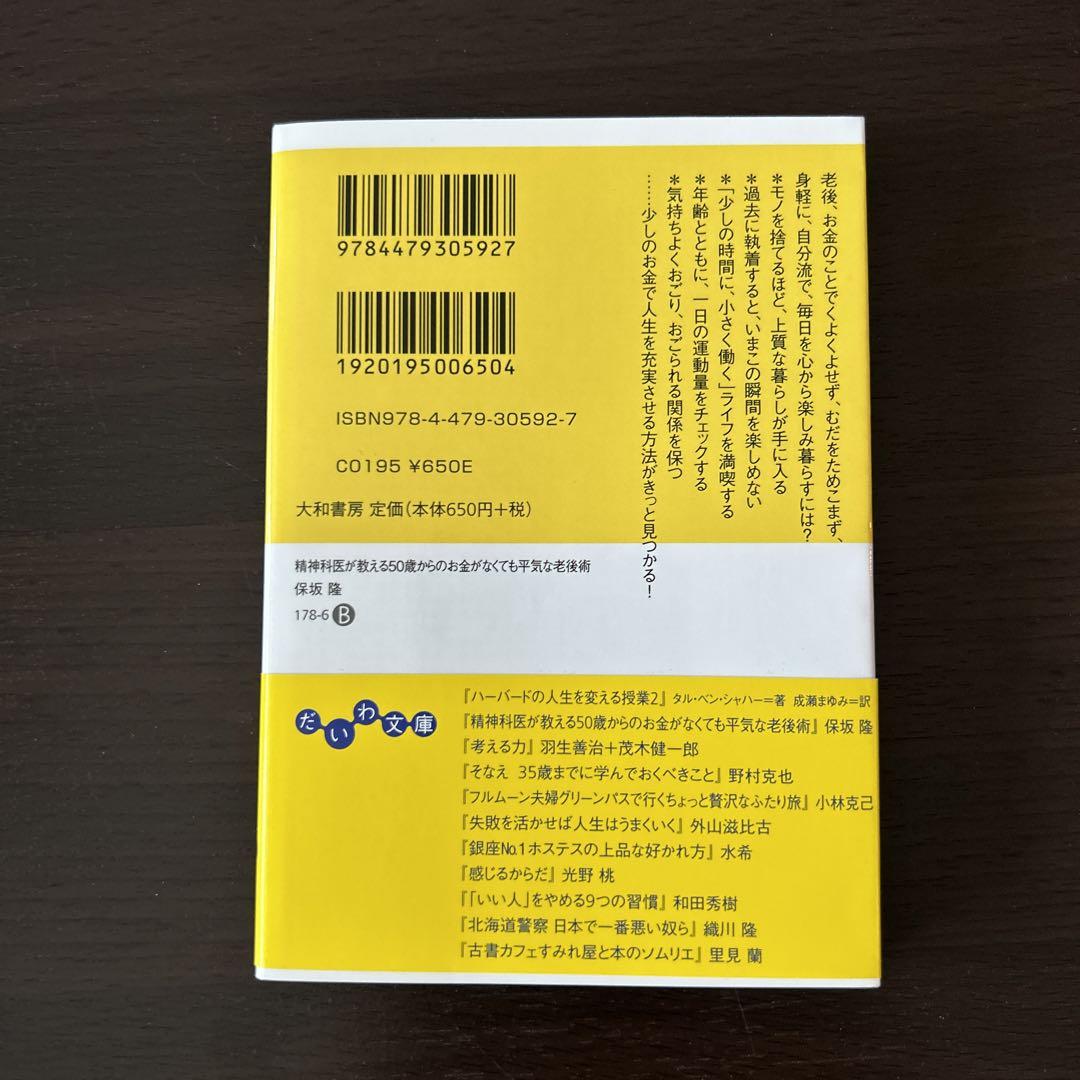 老後、お金のことでくよくよせず、むだをためこまず、
身軽に、自分流で、毎日を心から楽しみ暮らすには?
*モノを捨てるほど、上質な暮らしが手に入る
*過去に執着すると、いまこの瞬間を楽しめない
*「少しの時間に、小さく働く」ライフを満喫する
*年齢とともに、一日の運動量をチェックする
*気持ちよくおごり、おごられる関係を保つ
……少しのお金で人生を充実させる方法がきっと見つかる!
9784479305927
1920195006504
ISBN978-4-479-30592-7
C0195 ¥650E
大和書房 定価(本体650円+税)
精神科医が教える50歳からのお金がなくても平気な老後術
保坂 隆
178-6 B
だいわ文庫
『ハーバードの人生を変える授業2』 タル・ベン・シャハー=著 成瀬まゆみ=訳
『精神科医が教える50歳からのお金がなくても平気な老後術』 保坂 隆
『考える力』 羽生善治+茂木健一郎
『そなえ 35歳までに学んでおくべきこと』 野村克也
『フルムーン夫婦グリーンパスで行くちょっと贅沢なふたり旅』 小林克己
『失敗を活かせば人生はうまくいく』 外山滋比古
『銀座No.1ホステスの上品な好かれ方』 水希
『感じるからだ』 光野 桃
『「いい人」をやめる9つの習慣』 和田秀樹
『北海道警察 日本で一番悪い奴ら』 織川 隆
『古書カフェすみれ屋と本のソムリエ』 里見 蘭